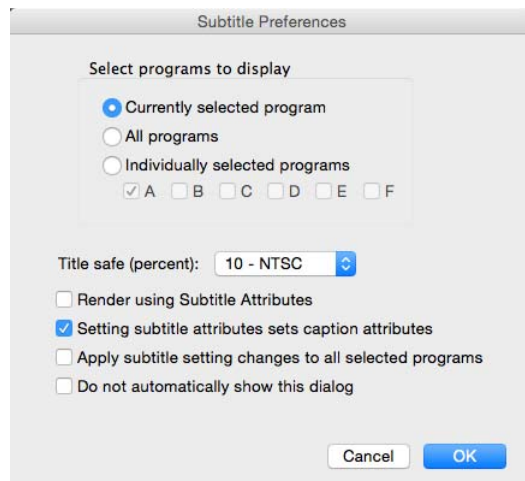 Subtitle Preferences
Select programs to display
Currently selected program
All programs
Individually selected programs
A B C D E F
Title safe (percent): 10 - NTSC
Render using Subtitle Attributes
Setting subtitle attributes sets caption attributes
Apply subtitle setting changes to all selected programs
Do not automatically show this dialog
Cancel OK